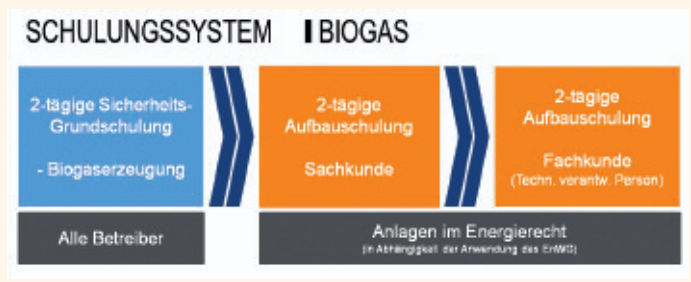 SCHULUNGSSYSTEM I BIOGAS
2-tägige Sicherheits-
Grundschulung
- Biogaserzeugung
2-tägige
Aufbauschulung
Sachkunde
2-tägige
Aufbauschulung
Fachkunde
(Techn. verantw. Person)
Alle Betreiber
Anlagen im Energierecht
(in Abhängigkeit der Anwendung des EnWG)